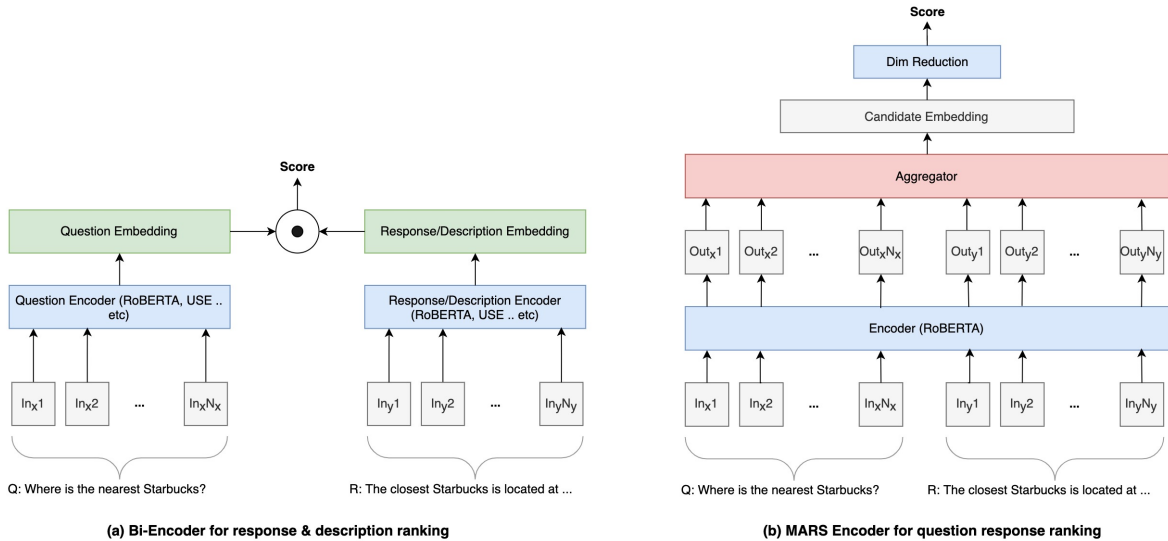 Score
Question Embedding
Response/Description Embedding
Question Encoder (RoBERTA, USE ..
etc)
Response/Description Encoder
(RoBERTA, USE .. etc)
Inx1
Inx2
...
InxNx
Iny1
Iny2
...
InyNy
Q: Where is the nearest Starbucks?
R: The closest Starbucks is located at ...
(a) Bi-Encoder for response & description ranking
Score
Dim Reduction
Candidate Embedding
Aggregator
Outx1
Outx2
...
OutxNx
Outy1
Outy2
...
OutyNy
Encoder (RoBERTA)
Inx1
Inx2
...
InxNx
Iny1
Iny2
...
InyNy
Q: Where is the nearest Starbucks?
R: The closest Starbucks is located at ...
(b) MARS Encoder for question response ranking